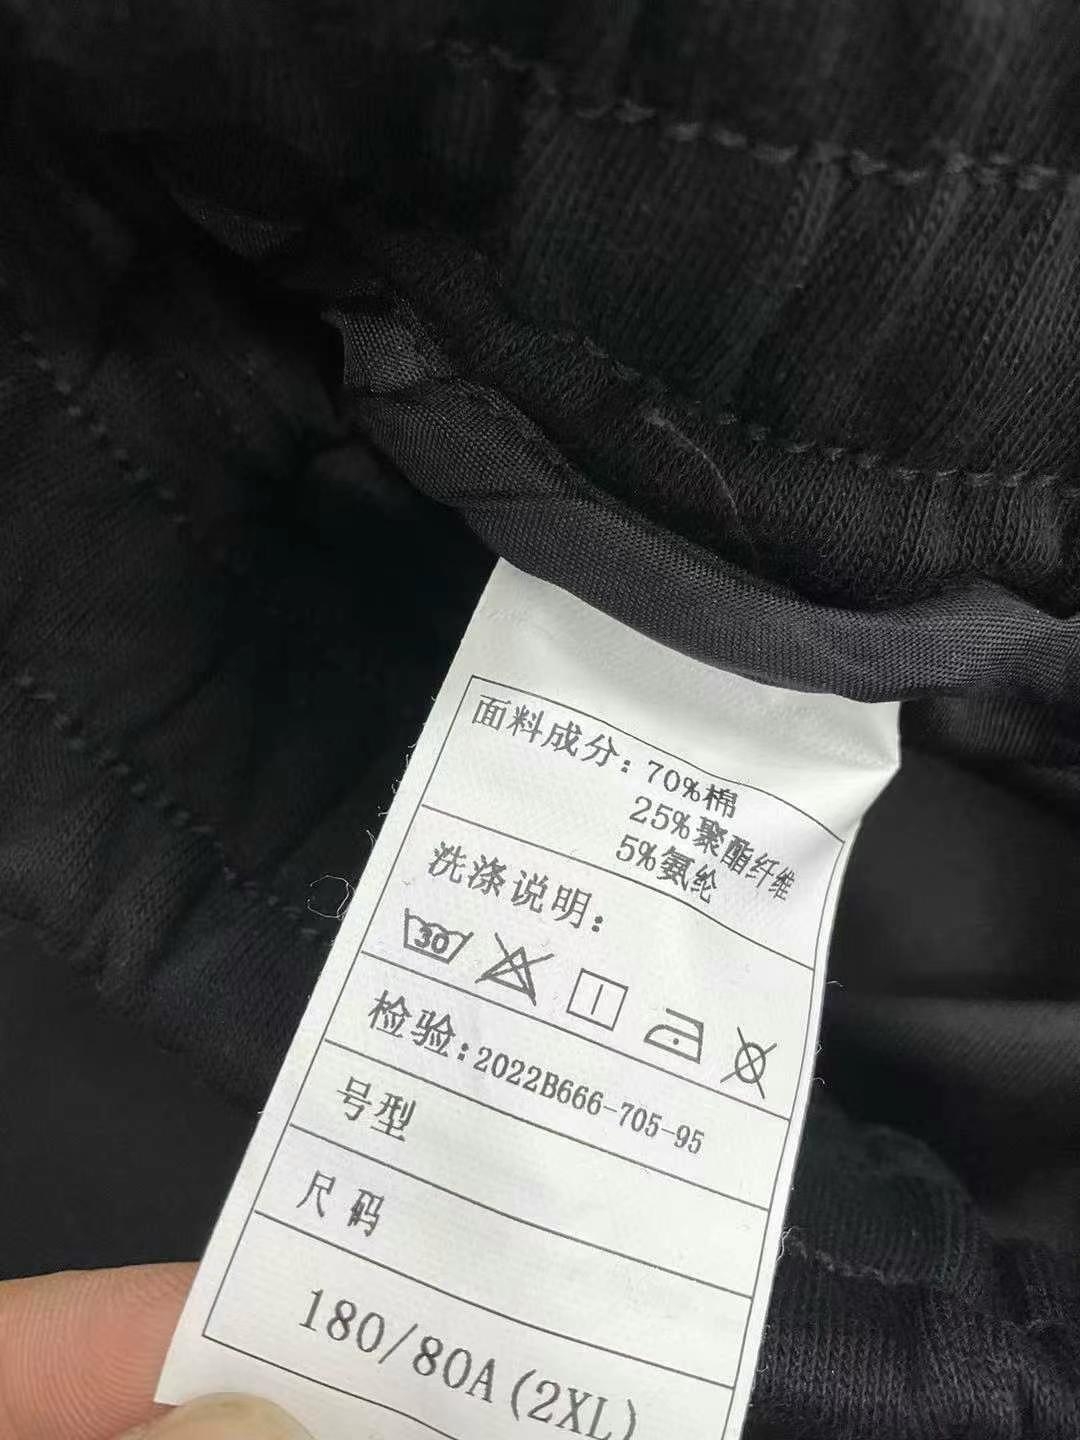 面料成分：70%棉
25%聚酯纤维
5%氨纶
洗涤说明：
30
检验：2022B666-705-95
号型
尺码
180/80A(2XL)